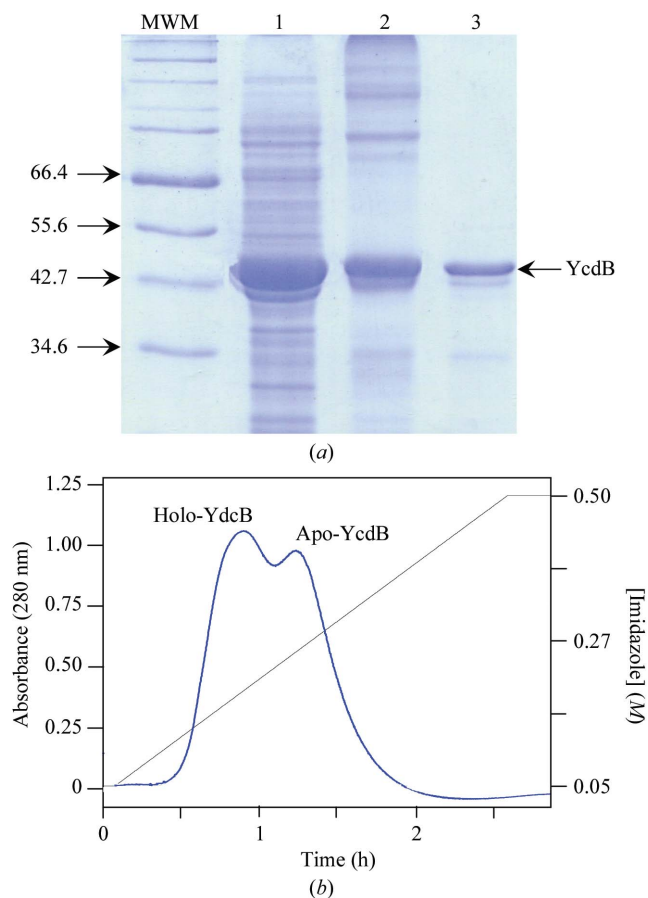 MWM 1 2 3
66.4
55.6
42.7
34.6
YcdB
(a)
1.25
1.00
0.75
0.50
0.25
0
Absorbance (280 nm)
Holo-YdcB
Apo-YcdB
0.50
0.27
0.05
[Imidazole] (M)
0 1 2
Time (h)
(b)